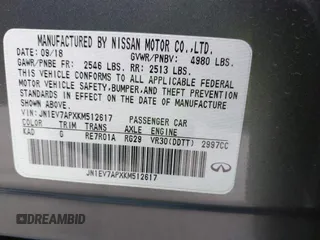 MANUFACTURED BY NISSAN MOTOR CO.,LTD.
DATE: 09/18 GVWR/PNBV: 4980 LBS.
GAWR/PNBE FR: 2546 LBS. RR: 2513 LBS.
THIS VEHICLE CONFORMS TO ALL APPLICABLE
FEDERAL MOTOR VEHICLE SAFETY,BUMPER,AND THEFT
PREVENTION STANDARDS IN EFFECT ON THE DATE OF
MANUFACTURE SHOWN ABOVE.
VIN:JN1EV7APXKM512617 PASSENGER CAR
COLOR TRIM TRANS AXLE ENGINE
KAD G RE7R01A RG29 VR30(DDTT) 2997CC
JN1EV7APXKM512617
INFINITI
DREAMBID